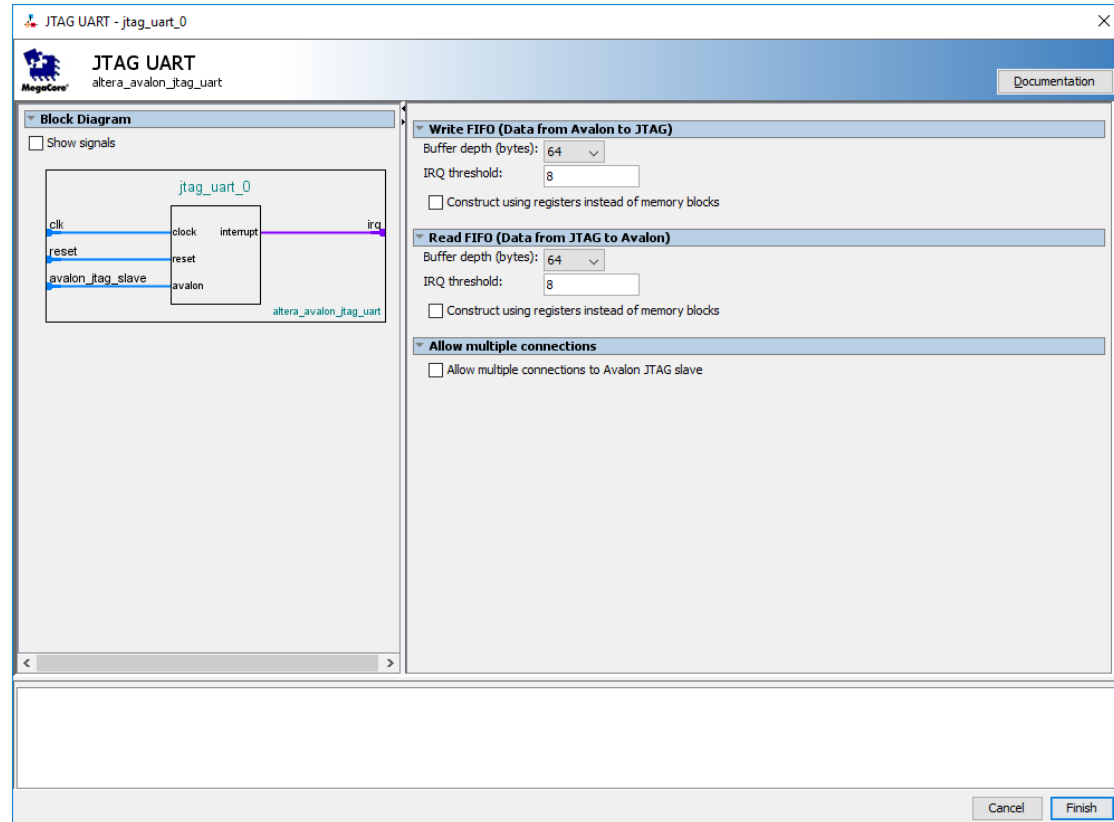 JTAG UART - jtag_uart_0
JTAG UART
altera_avalon_jtag_uart
MegaCore®
Documentation
Block Diagram
Show signals
jtag_uart_0
clk
clock
interrupt
irq
reset
reset
avalon_jtag_slave
avalon
altera_avalon_jtag_uart
Write FIFO (Data from Avalon to JTAG)
Buffer depth (bytes): 64
IRQ threshold: 8
Construct using registers instead of memory blocks
Read FIFO (Data from JTAG to Avalon)
Buffer depth (bytes): 64
IRQ threshold: 8
Construct using registers instead of memory blocks
Allow multiple connections
Allow multiple connections to Avalon JTAG slave
Cancel
Finish